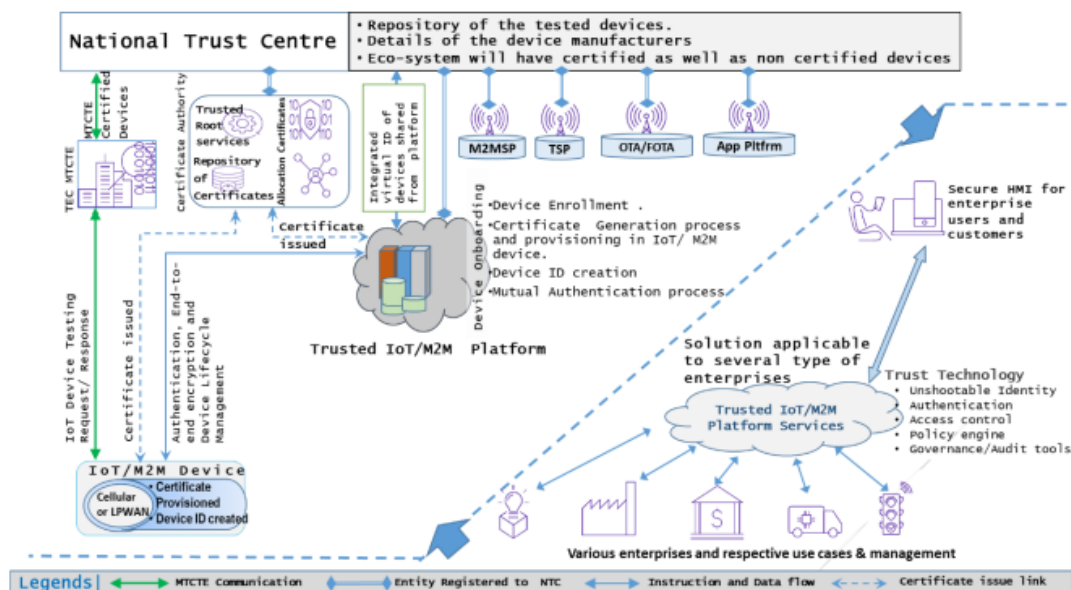 National Trust Centre
• Repository of the tested devices.
• Details of the device manufacturers
• Eco-system will have certified as well as non certified devices
MTCTE
Certified
Devices
TEC MTCTE
Certificate Authority
Trusted
Root
services
Repository
of
Certificates
Allocation Certificates
Integrated
virtual ID of
devices shared
from platform
M2MSP
TSP
OTA/FOTA
App Pltfrm
Certificate
issued
Device Onboarding
• Device Enrollment .
• Certificate Generation process
and provisioning in IoT/ M2M
device.
• Device ID creation
• Mutual Authentication process
Trusted IoT/M2M Platform
Secure HMI for
enterprise
users and
customers
IoT Device Testing
Request/ Response
Certificate issued
Authentication, End-to-
end encryption and
Device Lifecycle
Management
Solution applicable
to several type of
enterprises
Trusted IoT/M2M
Platform Services
Trust Technology
• Unshootable Identity
• Authentication
• Access control
• Policy engine
• Governance/Audit tools
IoT/M2M Device
Cellular
or LPWAN
• Certificate
Provisioned
• Device ID created
$
Various enterprises and respective use cases & management
Legends| MTCTE Communication Entity Registered to NTC Instruction and Data flow Certificate issue link